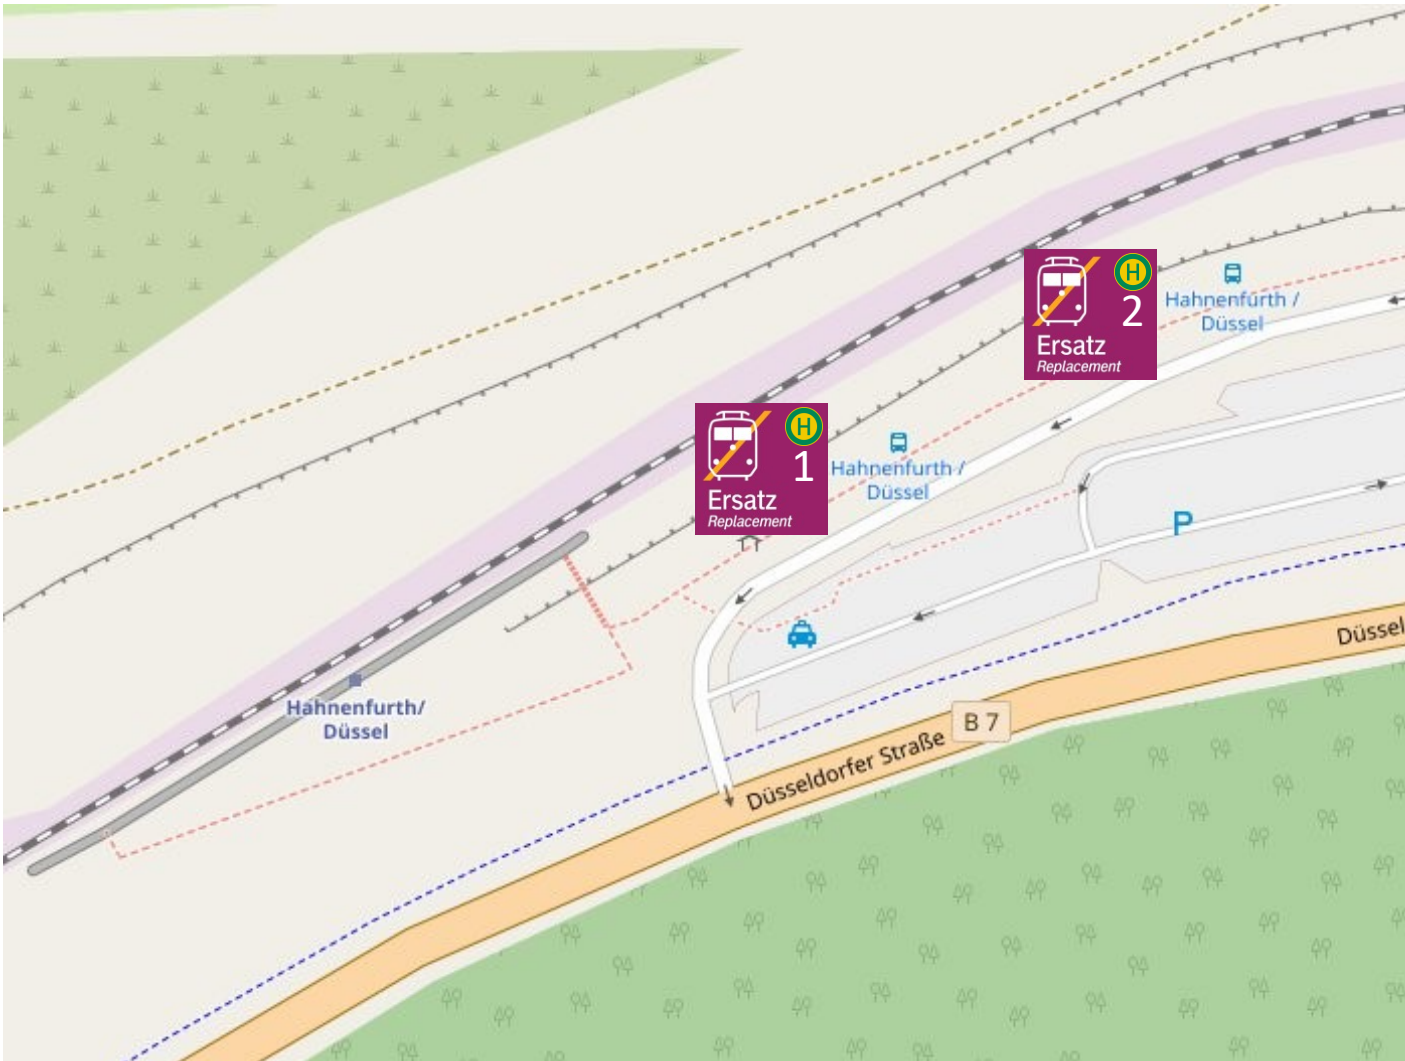 H
2
Ersatz
Replacement
Hahnenfurth /
Düssel
H
1
Ersatz
Replacement
Hahnenfurth /
Düssel
P
Düssel
Hahnenfurth/
Düssel
B 7
Düsseldorfer Straße